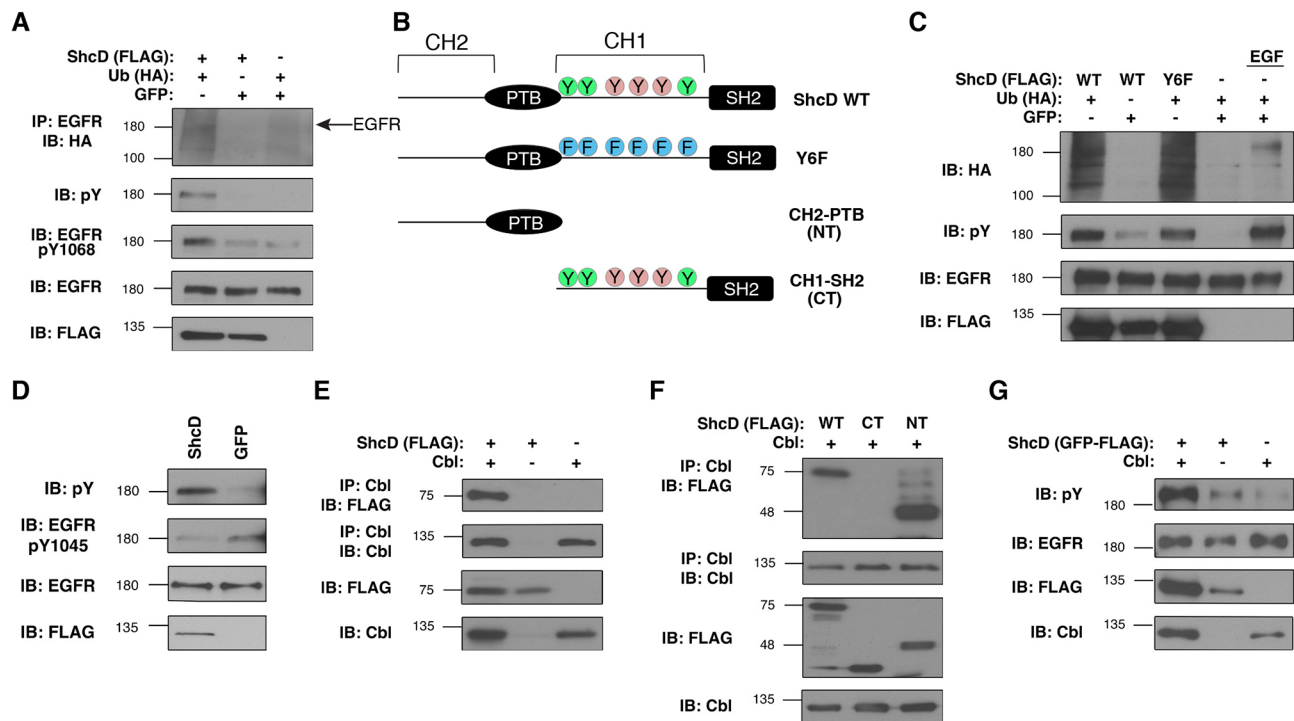 A
ShcD (FLAG): + + -
Ub (HA): + - +
GFP: - + +
IP: EGFR
IB: HA
180
100
EGFR
IB: pY
180
IB: EGFR
pY1068
180
IB: EGFR
180
IB: FLAG
135
B
CH2
CH1
PTB
Y Y Y Y Y Y
SH2
ShcD WT
PTB
F F F F F F
SH2
Y6F
PTB
CH2-PTB
(NT)
Y Y Y Y Y Y
SH2
CH1-SH2
(CT)
C
EGF
ShcD (FLAG): WT WT Y6F - -
Ub (HA): + - + + +
GFP: - + - + +
IB: HA
180
100
IB: pY
180
IB: EGFR
180
IB: FLAG
135
D
ShcD
GFP
IB: pY
180
IB: EGFR
pY1045
180
IB: EGFR
180
IB: FLAG
135
E
ShcD (FLAG): + + -
Cbl: + - +
IP: Cbl
IB: FLAG
75
IP: Cbl
IB: Cbl
135
IB: FLAG
75
IB: Cbl
135
F
ShcD (FLAG): WT CT NT
Cbl: + + +
IP: Cbl
IB: FLAG
75
48
IP: Cbl
IB: Cbl
135
IB: FLAG
75
48
IB: Cbl
135
G
ShcD (GFP-FLAG): + + -
Cbl: + - +
IB: pY
180
IB: EGFR
180
IB: FLAG
135
IB: Cbl
135